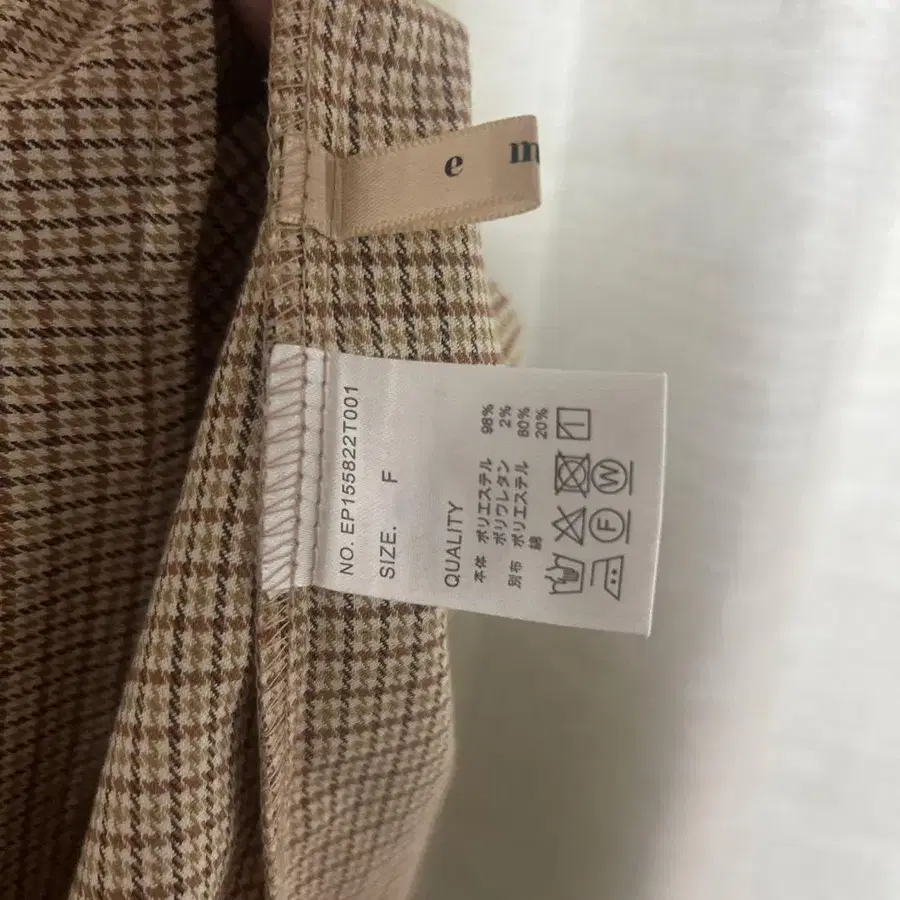 e m
NO. EP155822T001
SIZE. F
QUALITY
本体 ポリエステル 98%
ポリウレタン 2%
別布 ポリエステル 80%
綿 20%
F W